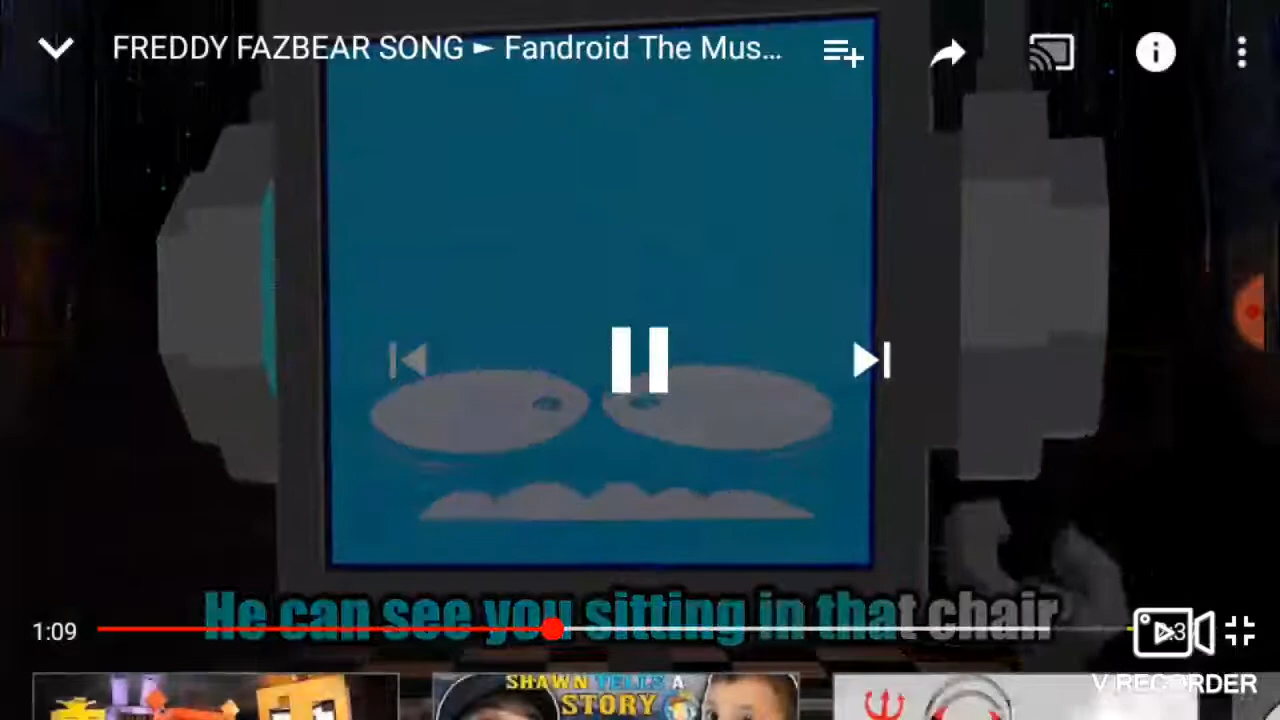 FREDDY FAZBEAR SONG ► Fandroid The Mus...
He can see you sitting in that chair
1:09
SHAWN TELLS A
STORY
V RECORDER